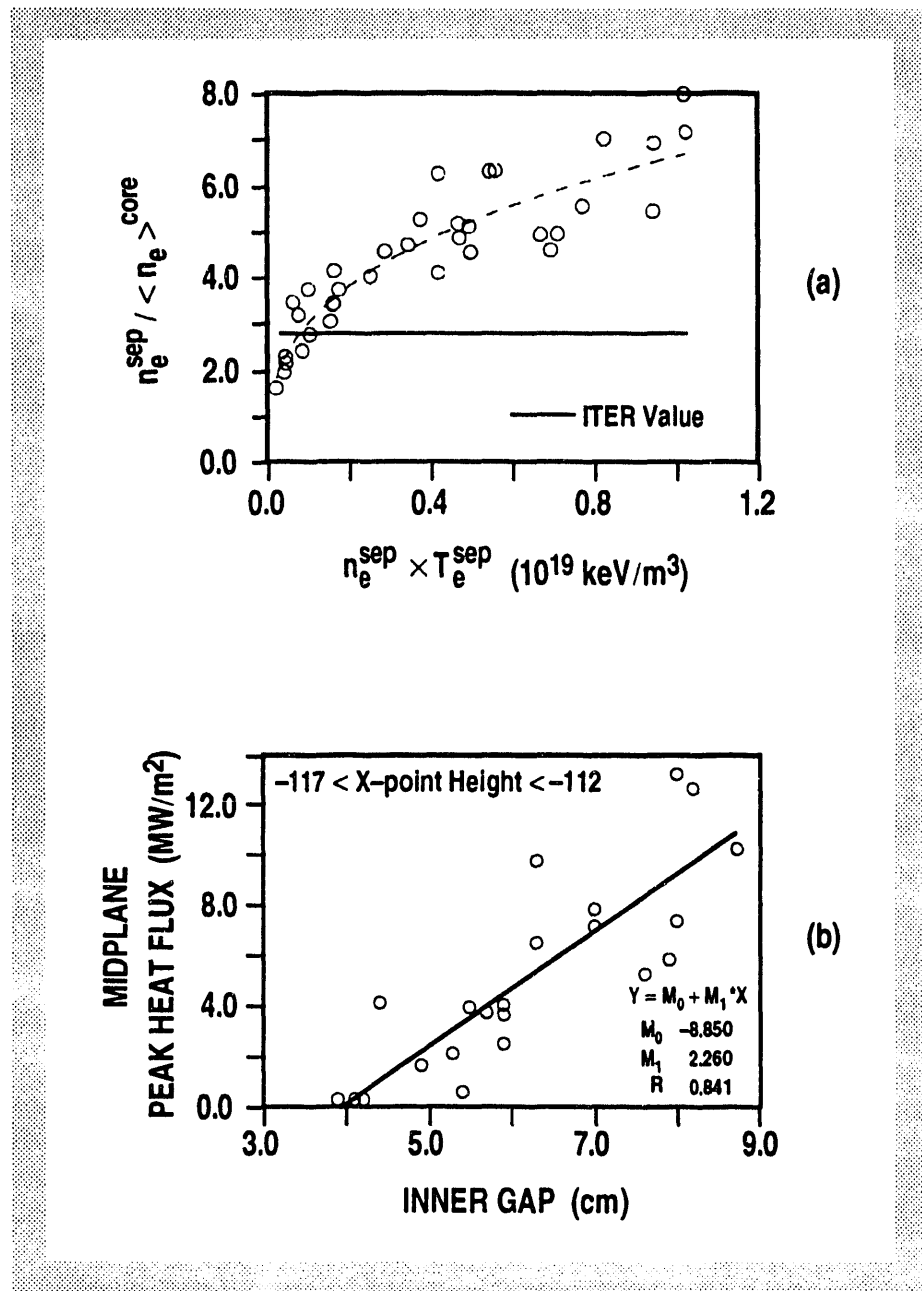 8.0
6.0
4.0
2.0
0.0
n_e^sep / < n_e >^core
ITER Value
(a)
0.0 0.4 0.8 1.2
n_e^sep × T_e^sep (10^19 keV/m^3)
-117 < X-point Height < -112
12.0
8.0
4.0
0.0
MIDPLANE
PEAK HEAT FLUX (MW/m^2)
(b)
Y = M_0 + M_1 *X
M_0 -8.850
M_1 2.260
R 0.841
3.0 5.0 7.0 9.0
INNER GAP (cm)